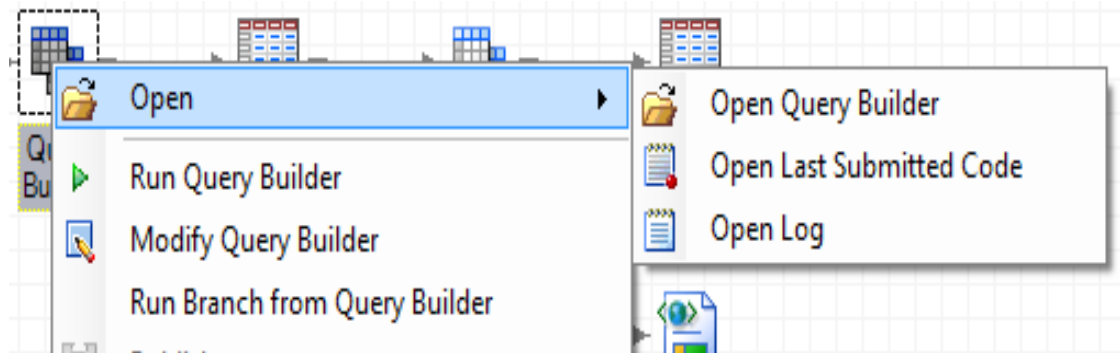 Open
Run Query Builder
Modify Query Builder
Run Branch from Query Builder
Open Query Builder
Open Last Submitted Code
Open Log